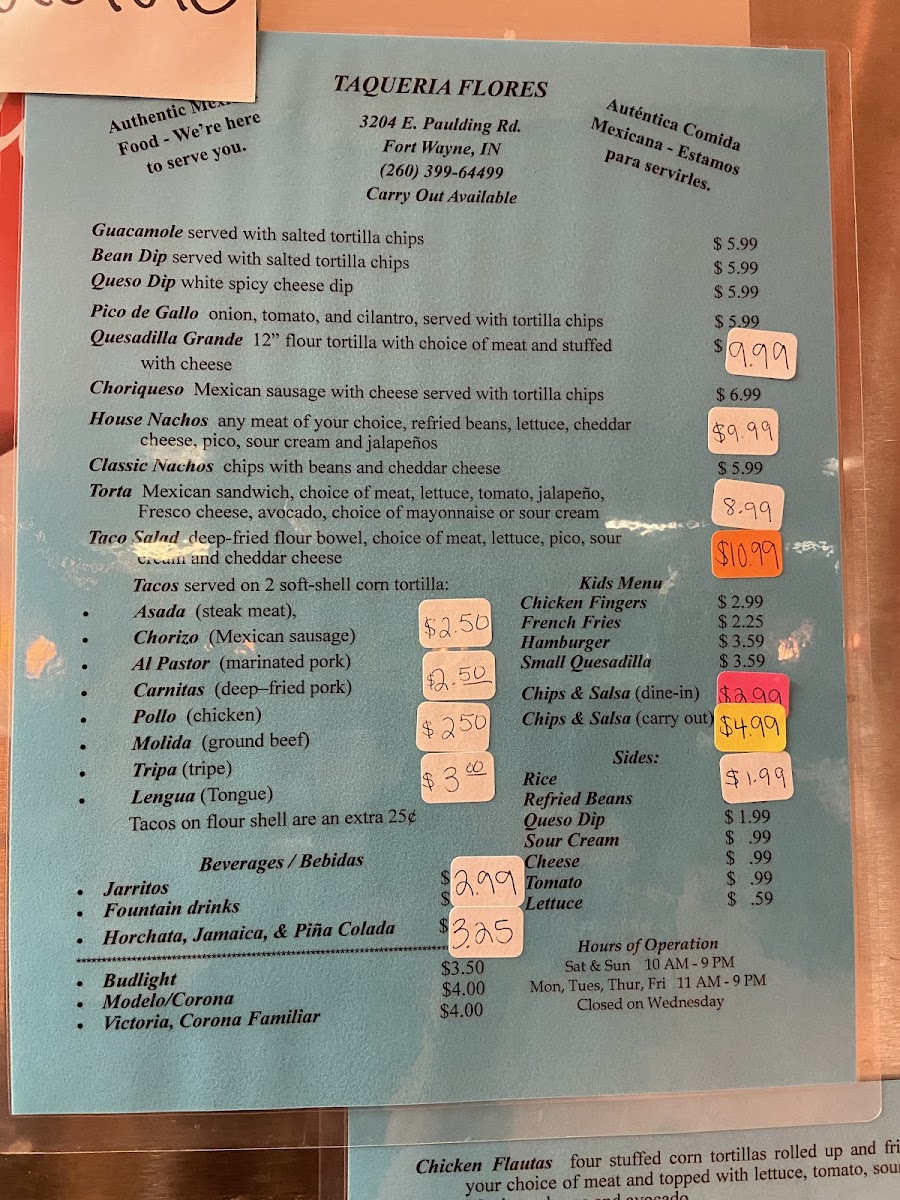 TAQUERIA FLORES
Authentic
Food - We're here
to serve you.
3204 E. Paulding Rd.
Fort Wayne, IN
(260) 399-64499
Carry Out Available
Auténtica Comida
Mexicana - Estamos
para servirles.
Guacamole served with salted tortilla chips $ 5.99
Bean Dip served with salted tortilla chips $ 5.99
Queso Dip white spicy cheese dip $ 5.99
Pico de Gallo onion, tomato, and cilantro, served with tortilla chips $ 5.99
Quesadilla Grande 12” flour tortilla with choice of meat and stuffed $ 9.99
with cheese
Choriqueso Mexican sausage with cheese served with tortilla chips $ 6.99
House Nachos any meat of your choice, refried beans, lettuce, cheddar $9.99
cheese, pico, sour cream and jalapeños
Classic Nachos chips with beans and cheddar cheese $ 5.99
Torta Mexican sandwich, choice of meat, lettuce, tomato, jalapeño, 8.99
Fresco cheese, avocado, choice of mayonnaise or sour cream
Taco Salad deep-fried flour bowel, choice of meat, lettuce, pico, sour $10.99
cream and cheddar cheese
Tacos served on 2 soft-shell corn tortilla:
• Asada (steak meat), $2.50
• Chorizo (Mexican sausage)
• Al Pastor (marinated pork) $2.50
• Carnitas (deep–fried pork)
• Pollo (chicken) $ 2.50
• Molida (ground beef)
• Tripa (tripe) $ 3.00
• Lengua (Tongue)
Tacos on flour shell are an extra 25¢
Kids Menu
Chicken Fingers $ 2.99
French Fries $ 2.25
Hamburger $ 3.59
Small Quesadilla $ 3.59
Chips & Salsa (dine-in) $2.99
Chips & Salsa (carry out) $4.99
Sides:
Rice $1.99
Refried Beans
Queso Dip $ 1.99
Sour Cream $ .99
Cheese $ .99
Tomato $ .99
Lettuce $ .59
Beverages / Bebidas
• Jarritos $ 2.99
• Fountain drinks $
• Horchata, Jamaica, & Piña Colada $ 3.25
• Budlight $3.50
• Modelo/Corona $4.00
• Victoria, Corona Familiar $4.00
Hours of Operation
Sat & Sun 10 AM - 9 PM
Mon, Tues, Thur, Fri 11 AM - 9 PM
Closed on Wednesday
Chicken Flautas four stuffed corn tortillas rolled up and
your choice of meat and topped with lettuce, tomato,